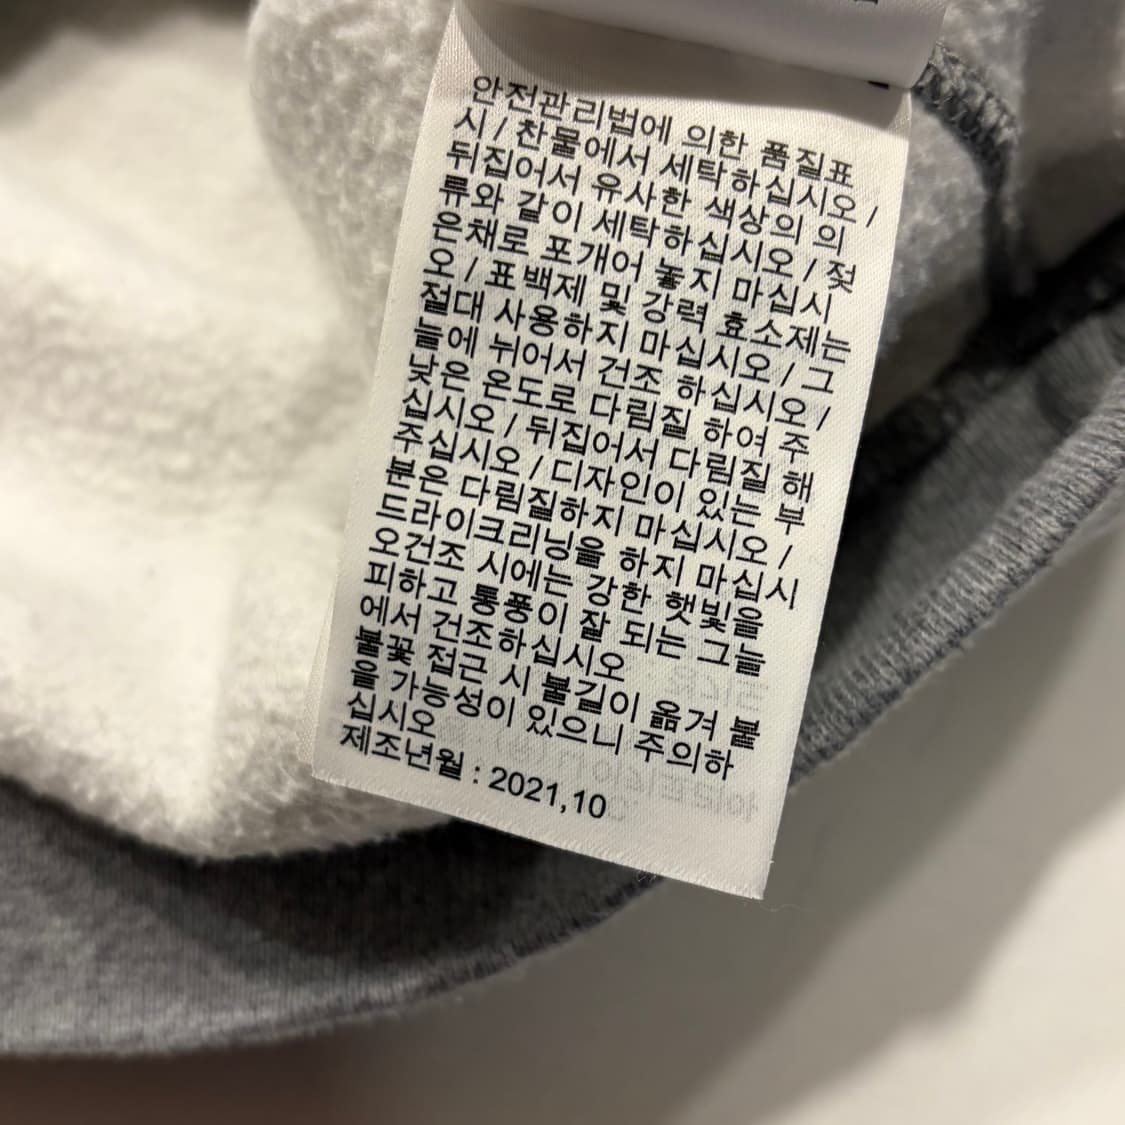 안전관리법에 의한 품질표
시 / 찬물에서 세탁하십시오 /
뒤집어서 유사한 색상의 의
류와 같이 세탁하십시오 / 젖
은채로 포개어 놓지 마십시
오 / 표백제 및 강력 효소제는
절대 사용하지 마십시오 / 그
늘에 뉘어서 건조 하십시오 /
낮은 온도로 다림질 하여 주
십시오 / 뒤집어서 다림질 해
주십시오 / 디자인이 있는 부
분은 다림질하지 마십시오 /
드라이크리닝을 하지 마십시
오건조 시에는 강한 햇빛을
피하고 통풍이 잘 되는 그늘
에서 건조하십시오
불꽃 접근 시 불길이 옮겨 붙
을 가능성이 있으니 주의하
십시오
제조년월 : 2021,10